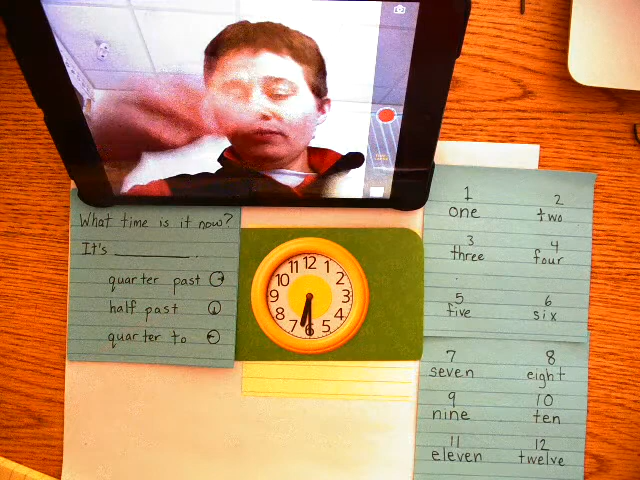 What time is it now?
It's ________.
quarter past
half past
quarter to
12
1
2
3
4
5
6
7
8
9
10
11
1 2
one two
3 4
three four
5 6
five six
7 8
seven eight
9 10
nine ten
11 12
eleven twelve